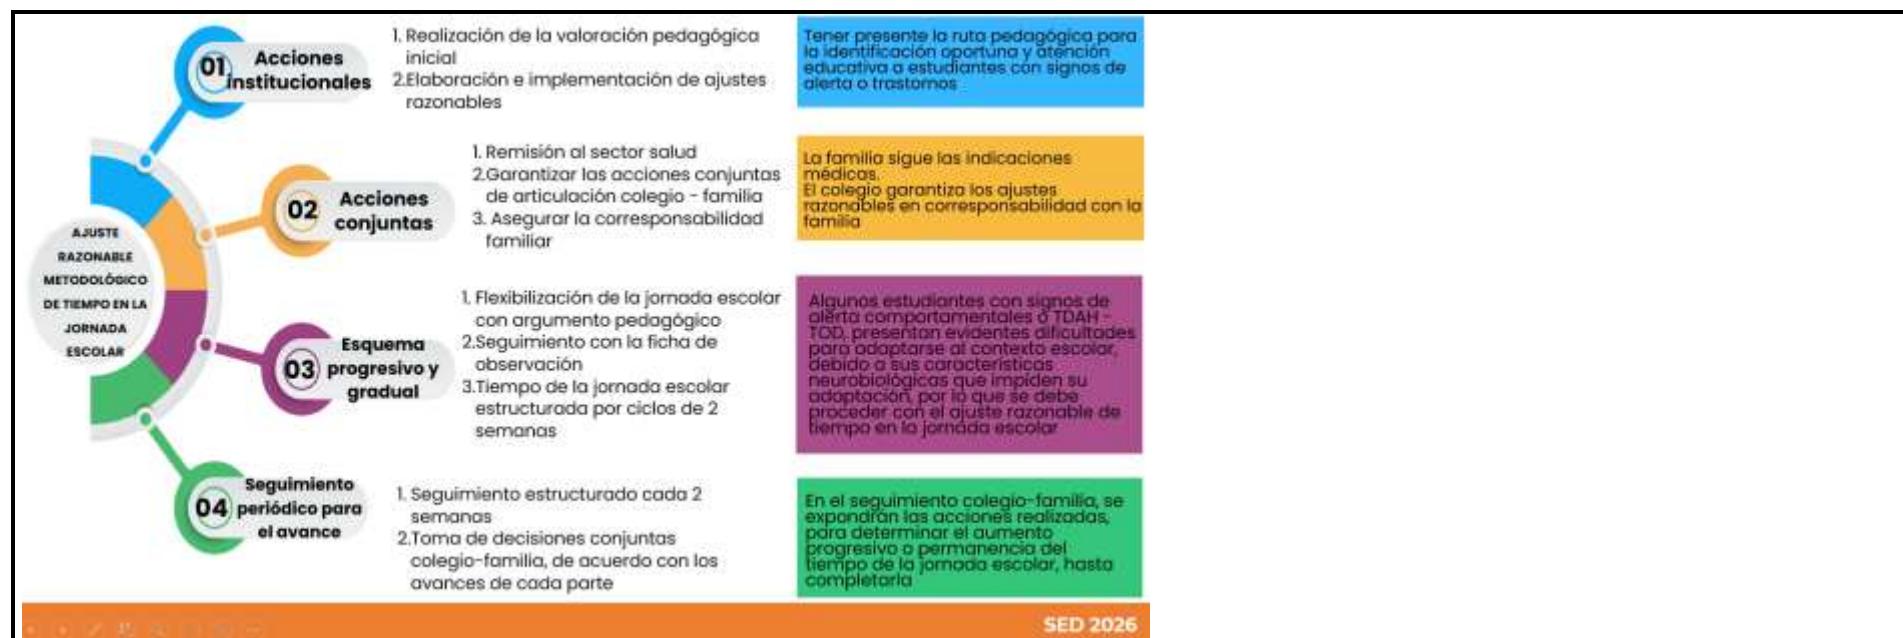 AJUSTE
RAZONABLE
METODOLÓGICO
DE TIEMPO EN LA
JORNADA
ESCOLAR
01
Acciones
institucionales
1. Realización de la valoración pedagógica
inicial
2.Elaboración e implementación de ajustes
razonables
Tener presente la ruta pedagógica para
la identificación oportuna y atención
educativa a estudiantes con signos de
alerta o trastornos
02
Acciones
conjuntas
1. Remisión al sector salud
2.Garantizar las acciones conjuntas
de articulación colegio - familia
3. Asegurar la corresponsabilidad
familiar
La familia sigue las indicaciones
médicas.
El colegio garantiza los ajustes
razonables en corresponsabilidad con la
familia
03
Esquema
progresivo y
gradual
1. Flexibilización de la jornada escolar
con argumento pedagógico
2.Seguimiento con la ficha de
observación
3.Tiempo de la jornada escolar
estructurada por ciclos de 2
semanas
Algunos estudiantes con signos de
alerta comportamentales o TDAH -
TOD, presentan evidentes dificultades
para adaptarse al contexto escolar,
debido a sus características
neurobiológicas que impiden su
adaptación, por lo que se debe
proceder con el ajuste razonable de
tiempo en la jornada escolar
04
Seguimiento
periódico para
el avance
1. Seguimiento estructurado cada 2
semanas
2.Toma de decisiones conjuntas
colegio-familia, de acuerdo con los
avances de cada parte
En el seguimiento colegio-familia, se
expondrán las acciones realizadas,
para determinar el aumento
progresivo o permanencia del
tiempo de la jornada escolar, hasta
completarla
SED 2026